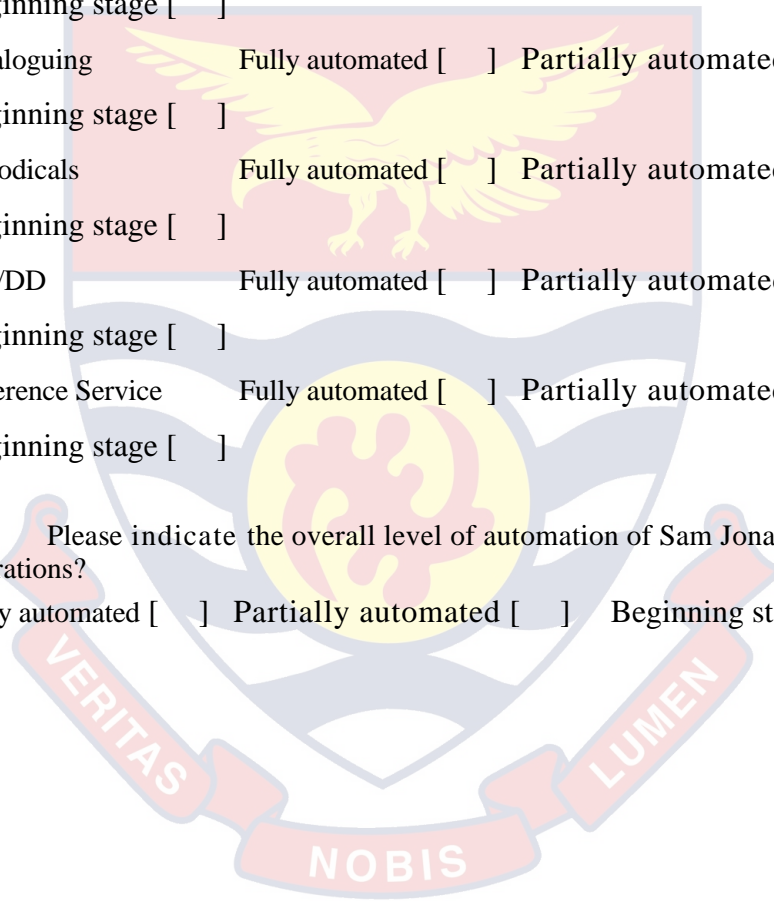 ginning stage [    ]
aloguing Fully automated [    ] Partially automated
ginning stage [    ]
odicals Fully automated [    ] Partially automated
ginning stage [    ]
/DD Fully automated [    ] Partially automated
ginning stage [    ]
erence Service Fully automated [    ] Partially automated
ginning stage [    ]
Please indicate the overall level of automation of Sam Jona
rations?
y automated [    ] Partially automated [    ] Beginning st
VERITAS
NOBIS
LUMEN